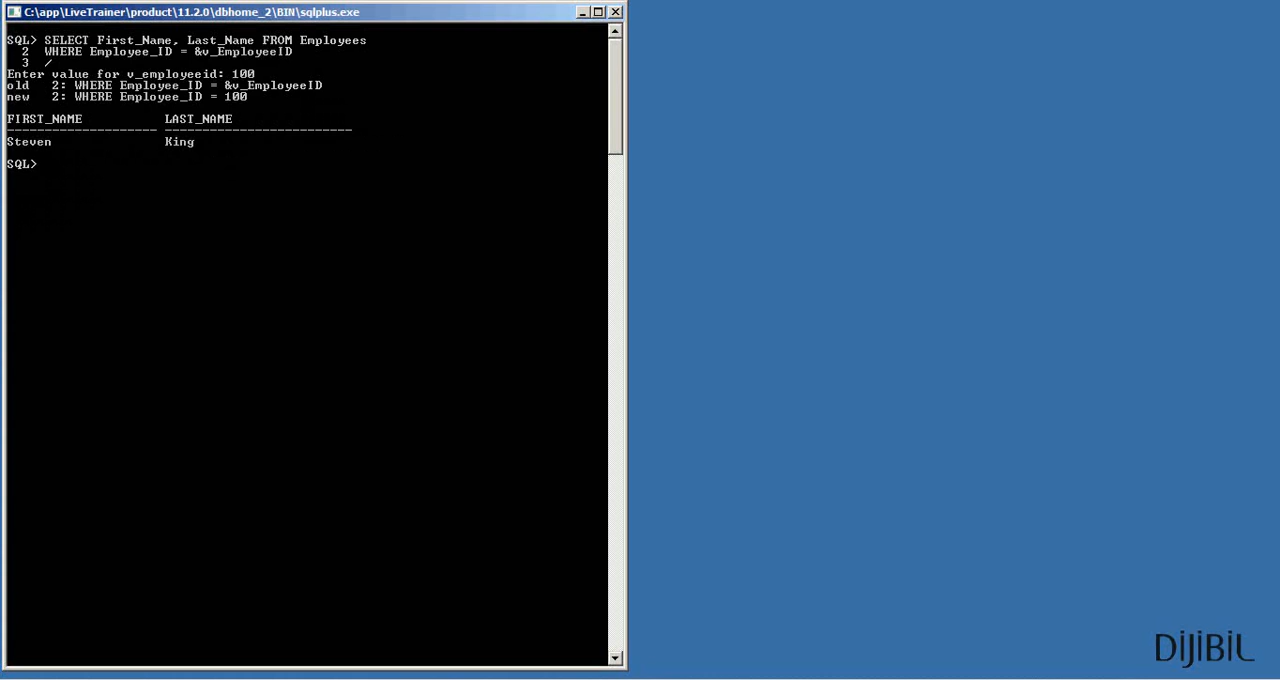 C:\app\LiveTrainer\product\11.2.0\dbhome_2\BIN\sqlplus.exe
SQL> SELECT First_Name, Last_Name FROM Employees
2 WHERE Employee_ID = &v_EmployeeID
3 /
Enter value for v_employeeid: 100
old 2: WHERE Employee_ID = &v_EmployeeID
new 2: WHERE Employee_ID = 100
FIRST_NAME LAST_NAME
-------------------- -------------------------
Steven King
SQL>
DiJiBiL